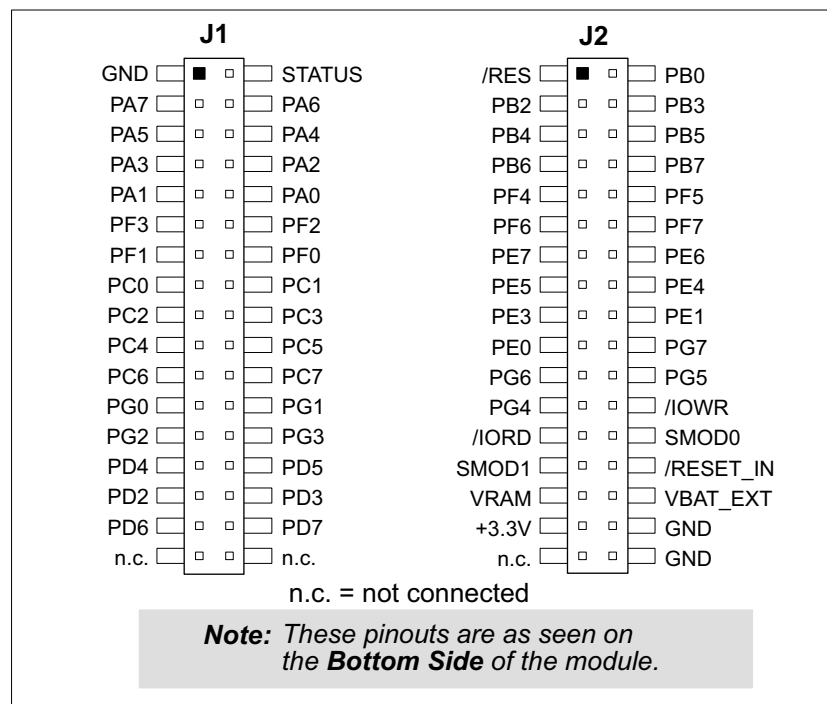 J1 J2
GND STATUS /RES PB0
PA7 PA6 PB2 PB3
PA5 PA4 PB4 PB5
PA3 PA2 PB6 PB7
PA1 PA0 PF4 PF5
PF3 PF2 PF6 PF7
PF1 PF0 PE7 PE6
PC0 PC1 PE5 PE4
PC2 PC3 PE3 PE1
PC4 PC5 PE0 PG7
PC6 PC7 PG6 PG5
PG0 PG1 PG4 /IOWR
PG2 PG3 /IORD SMOD0
PD4 PD5 SMOD1 /RESET_IN
PD2 PD3 VRAM VBAT_EXT
PD6 PD7 +3.3V GND
n.c. n.c. n.c. GND
n.c. = not connected
Note: These pinouts are as seen on
the Bottom Side of the module.